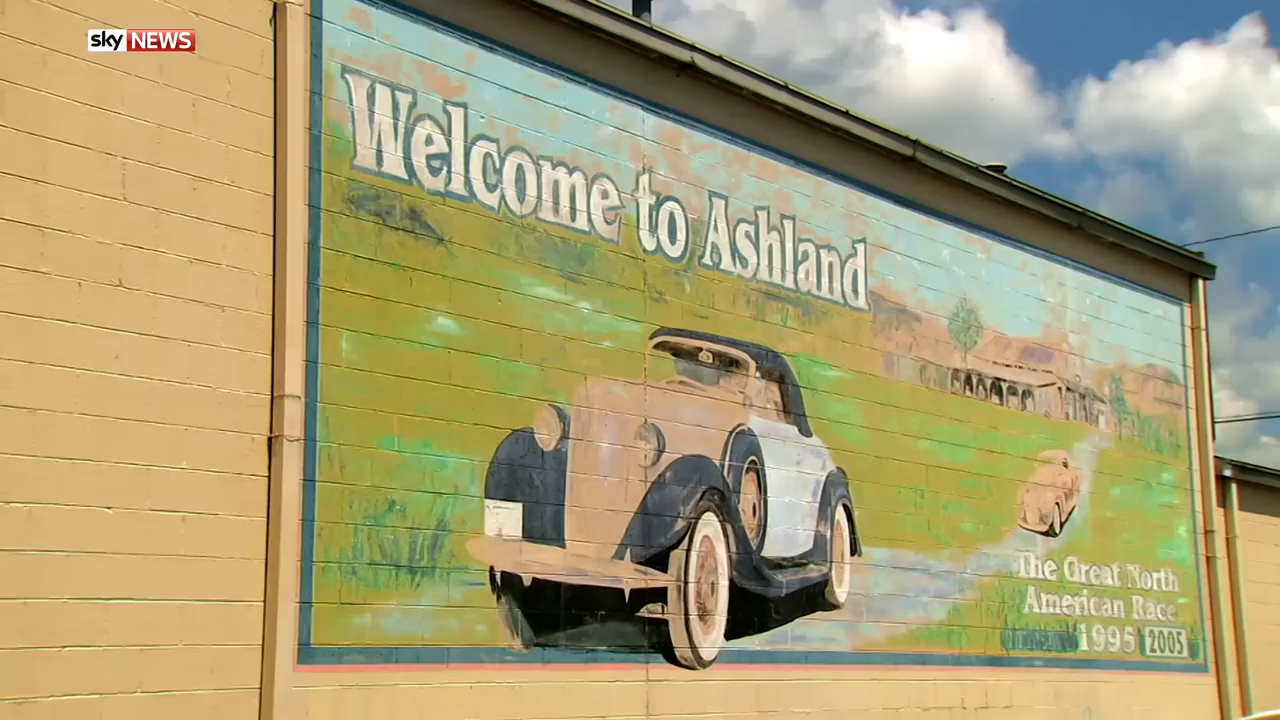 sky NEWS
Welcome to Ashland
The Great North
American Race
1995 2005